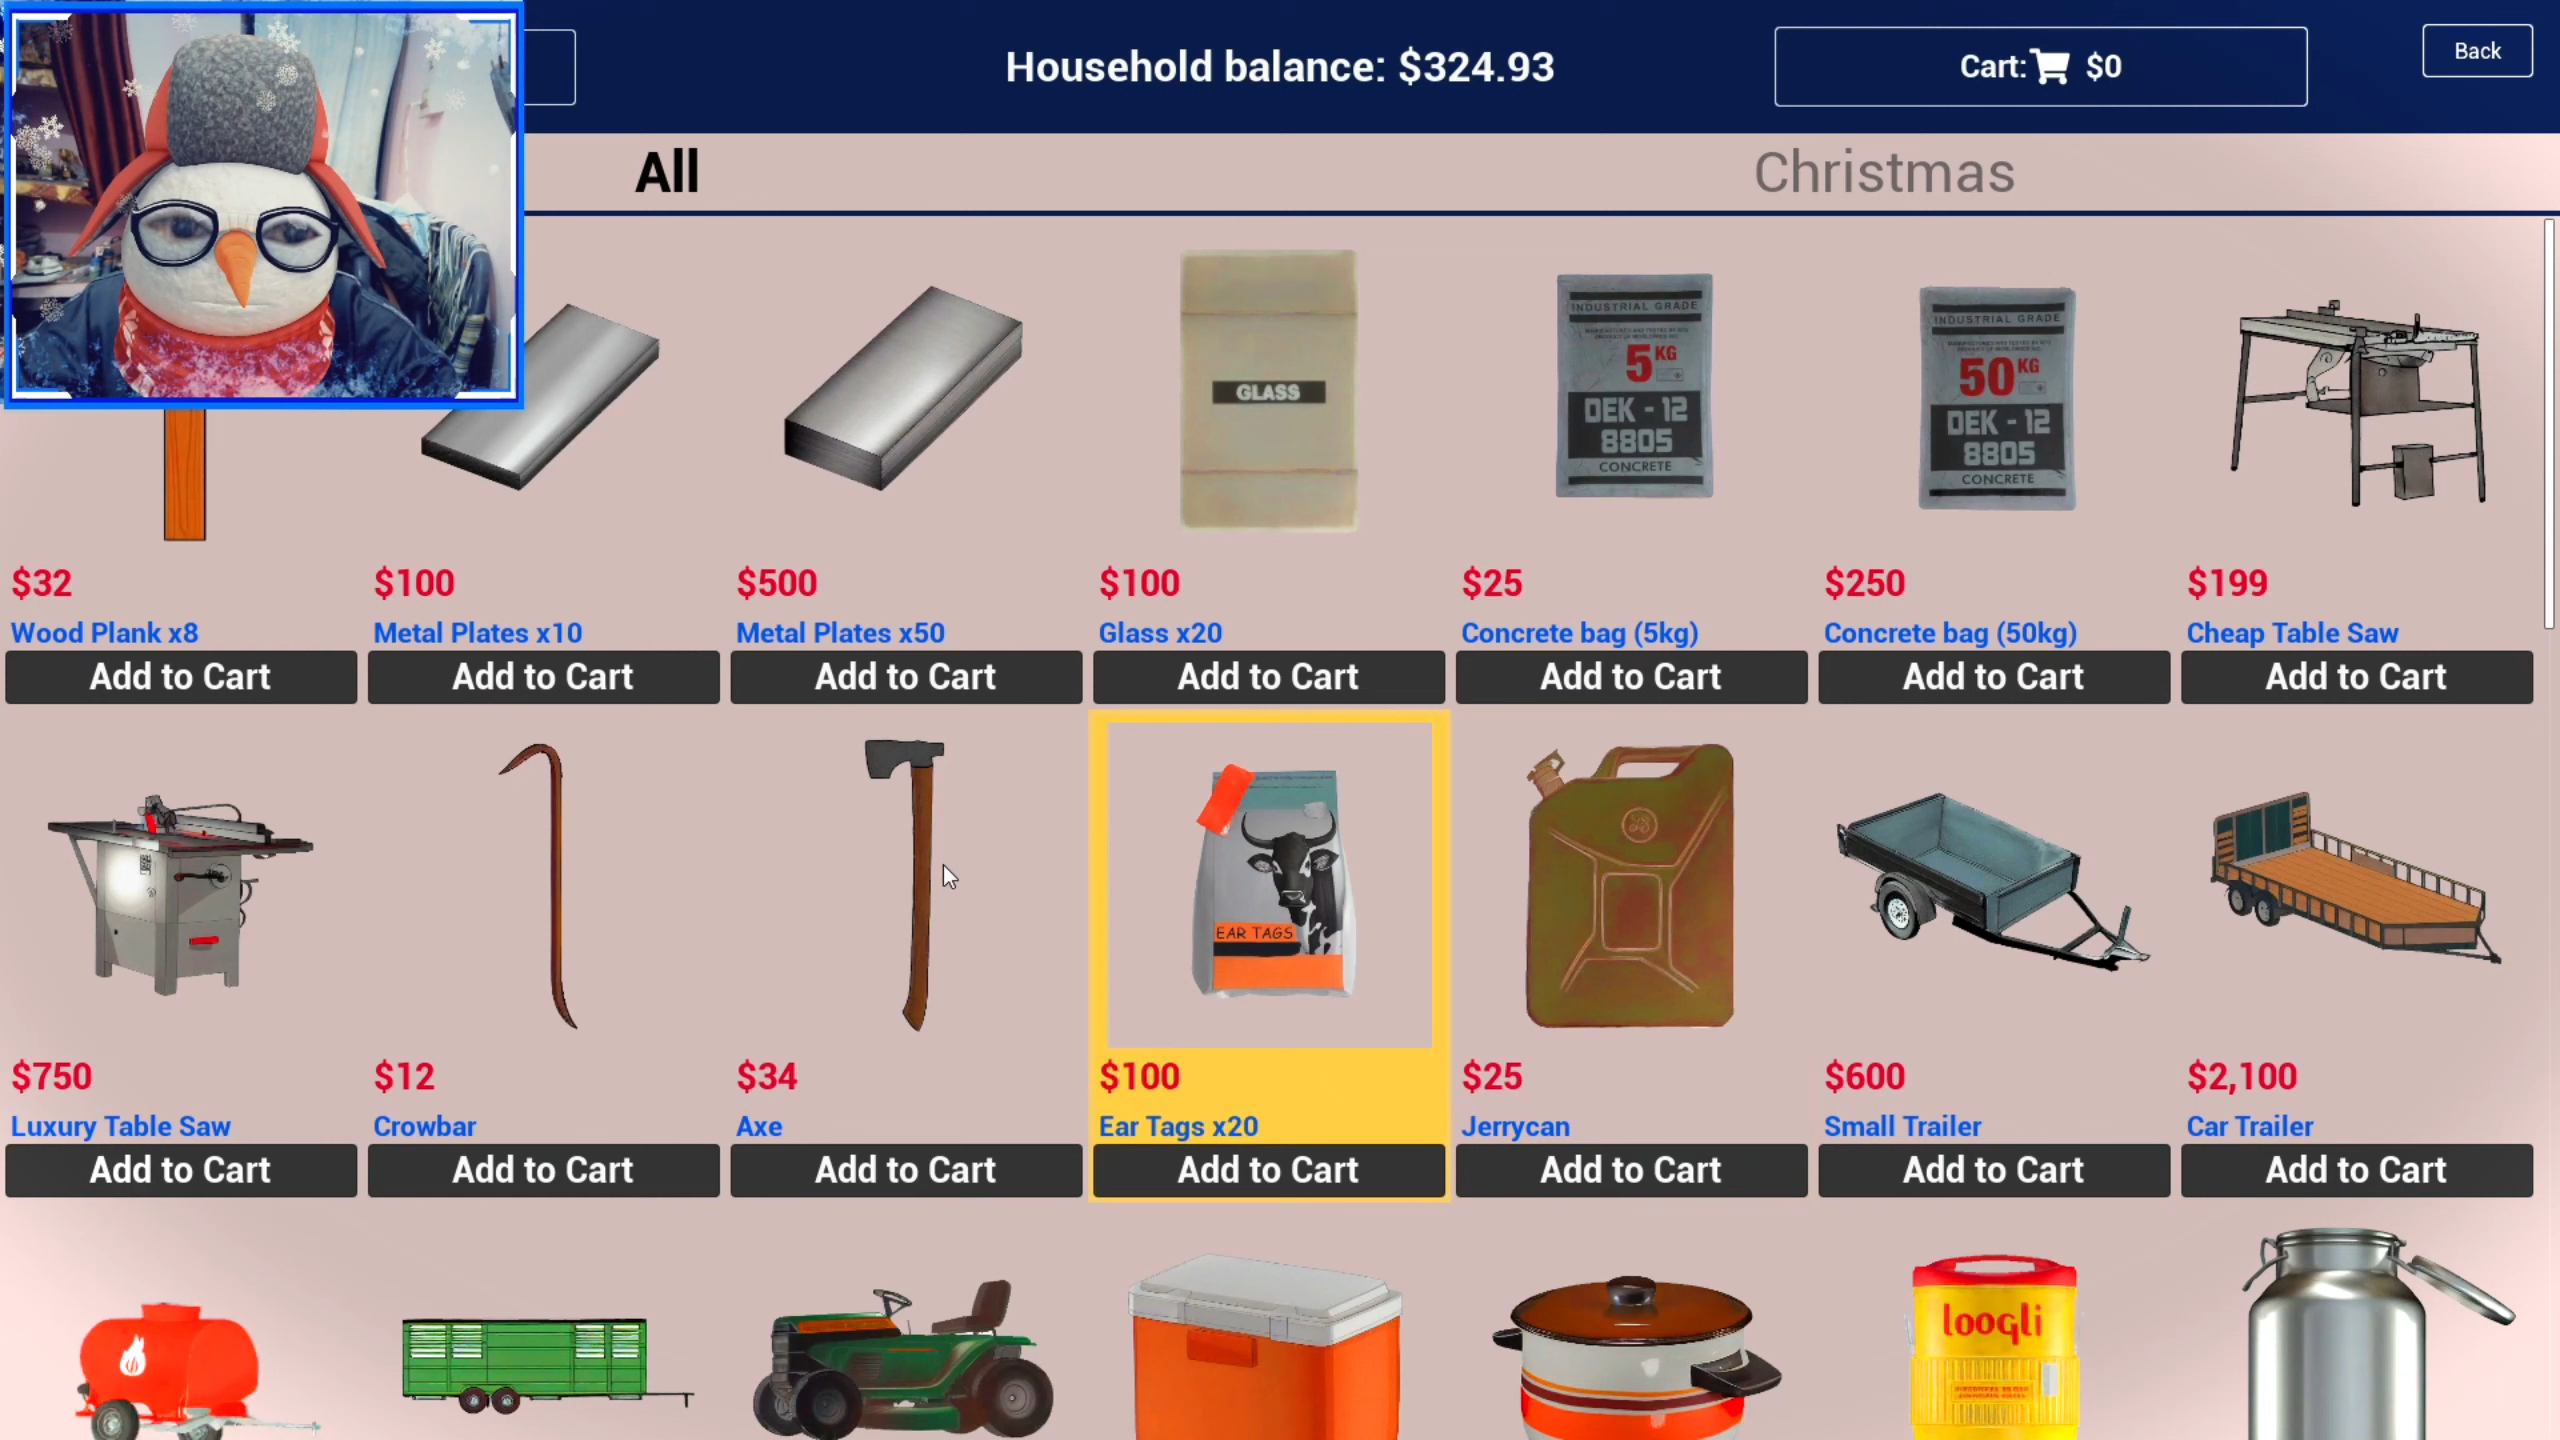 Household balance: $324.93
Cart: $0
Back
All
Christmas
GLASS
INDUSTRIAL GRADE
5 KG
DEK - 12
8805
CONCRETE
INDUSTRIAL GRADE
50 KG
DEK - 12
8805
CONCRETE
$32
$100
$500
$100
$25
$250
$199
Wood Plank x8
Metal Plates x10
Metal Plates x50
Glass x20
Concrete bag (5kg)
Concrete bag (50kg)
Cheap Table Saw
Add to Cart
Add to Cart
Add to Cart
Add to Cart
Add to Cart
Add to Cart
Add to Cart
EAR TAGS
$750
$12
$34
$100
$25
$600
$2,100
Luxury Table Saw
Crowbar
Axe
Ear Tags x20
Jerrycan
Small Trailer
Car Trailer
Add to Cart
Add to Cart
Add to Cart
Add to Cart
Add to Cart
Add to Cart
Add to Cart
loogli